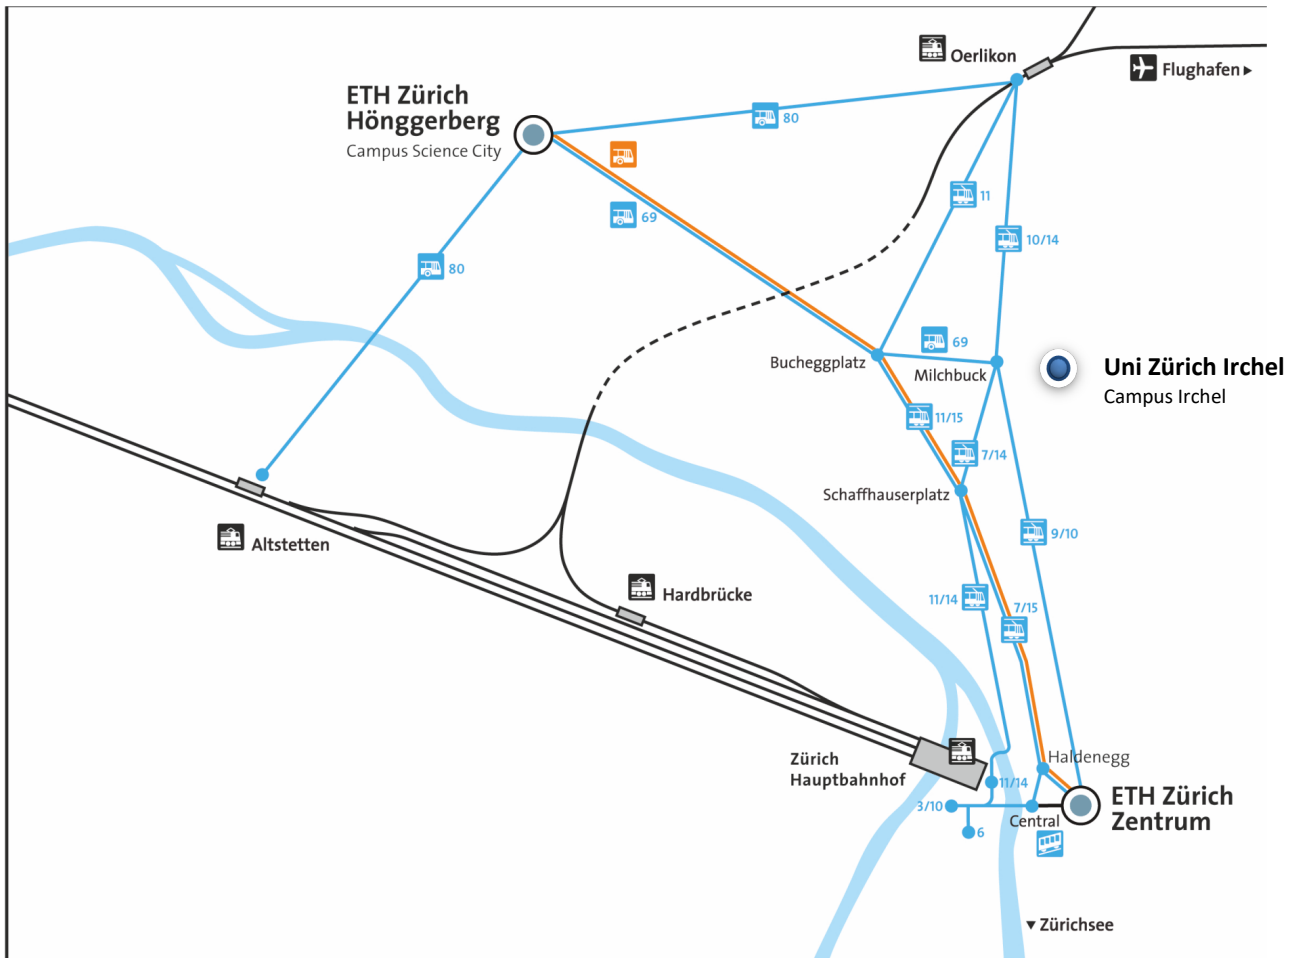 Oerlikon
Flughafen
ETH Zürich
Hönggerberg
Campus Science City
80
11
69
10/14
80
69
Bucheggplatz
Milchbuck
Uni Zürich Irchel
Campus Irchel
11/15
7/14
Schaffhauserplatz
9/10
Altstetten
Hardbrücke
11/14
7/15
Zürich
Hauptbahnhof
Haldenegg
11/14
3/10
Central
6
ETH Zürich
Zentrum
Zürichsee